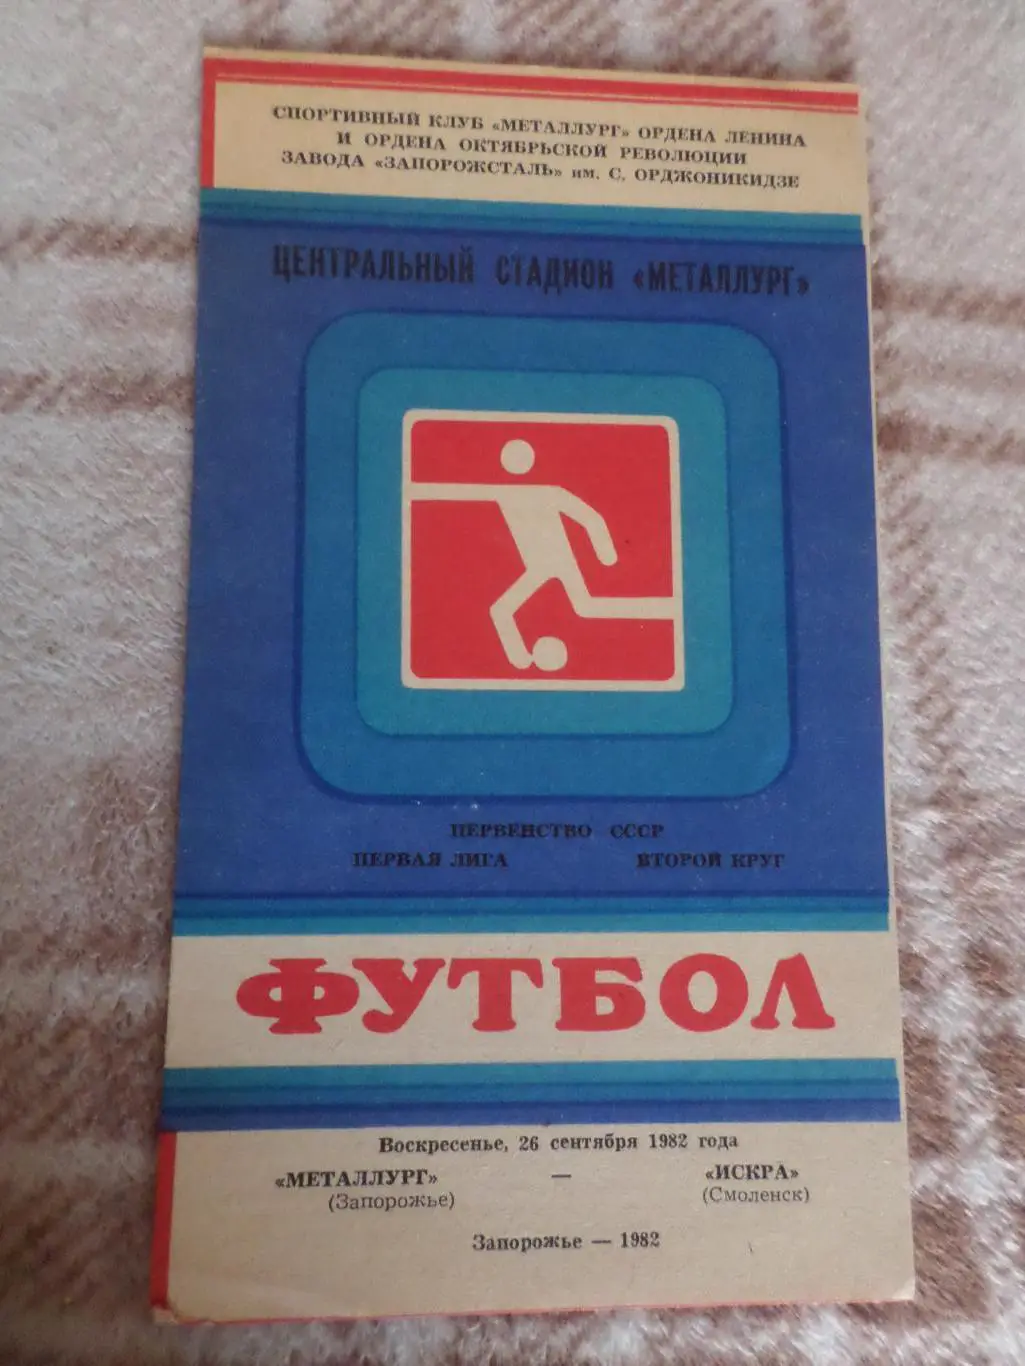 СПОРТИВНЫЙ КЛУБ «МЕТАЛЛУРГ» ОРДЕНА ЛЕНИНА
И ОРДЕНА ОКТЯБРЬСКОЙ РЕВОЛЮЦИИ
ЗАВОДА «ЗАПОРОЖСТАЛЬ» им. С. ОРДЖОНИКИДЗЕ
ЦЕНТРАЛЬНЫЙ СТАДИОН «МЕТАЛЛУРГ»
ПЕРВЕНСТВО СССР
ПЕРВАЯ ЛИГА ВТОРОЙ КРУГ
ФУТБОЛ
Воскресенье, 26 сентября 1982 года
«МЕТАЛЛУРГ» — «ИСКРА»
(Запорожье) (Смоленск)
Запорожье — 1982